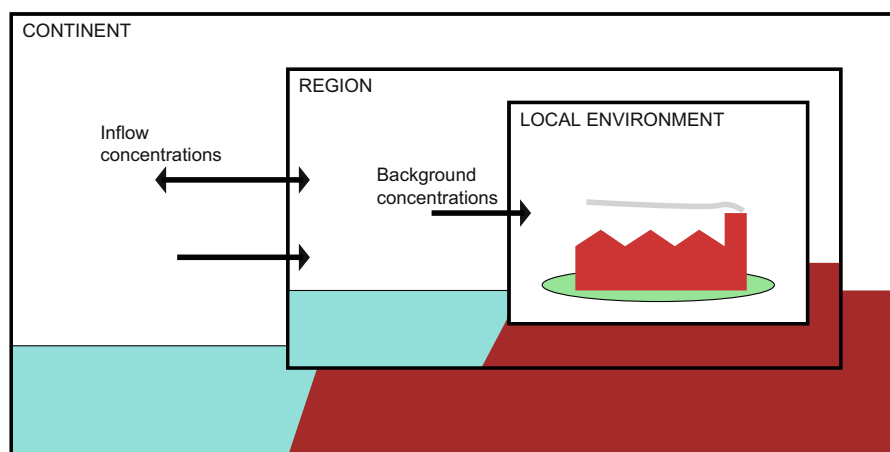 CONTINENT
REGION
LOCAL ENVIRONMENT
Inflow
concentrations
Background
concentrations